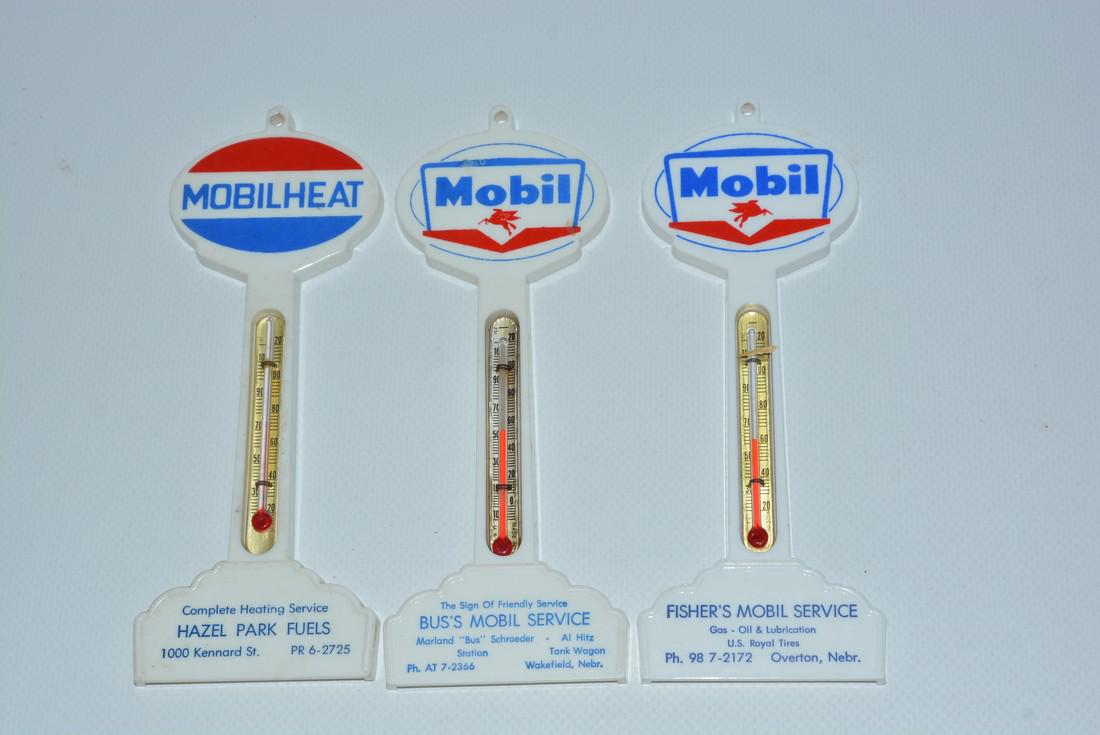 MOBILHEAT
Complete Heating Service
HAZEL PARK FUELS
1000 Kennard St. PR 6-2725
Mobil
The Sign Of Friendly Service
BUS'S MOBIL SERVICE
Marland "Bus" Schroeder - Al Hitz
Station Tank Wagon
Ph. AT 7-2366 Wakefield, Nebr.
Mobil
FISHER'S MOBIL SERVICE
Gas - Oil & Lubrication
U.S. Royal Tires
Ph. 98 7-2172 Overton, Nebr.